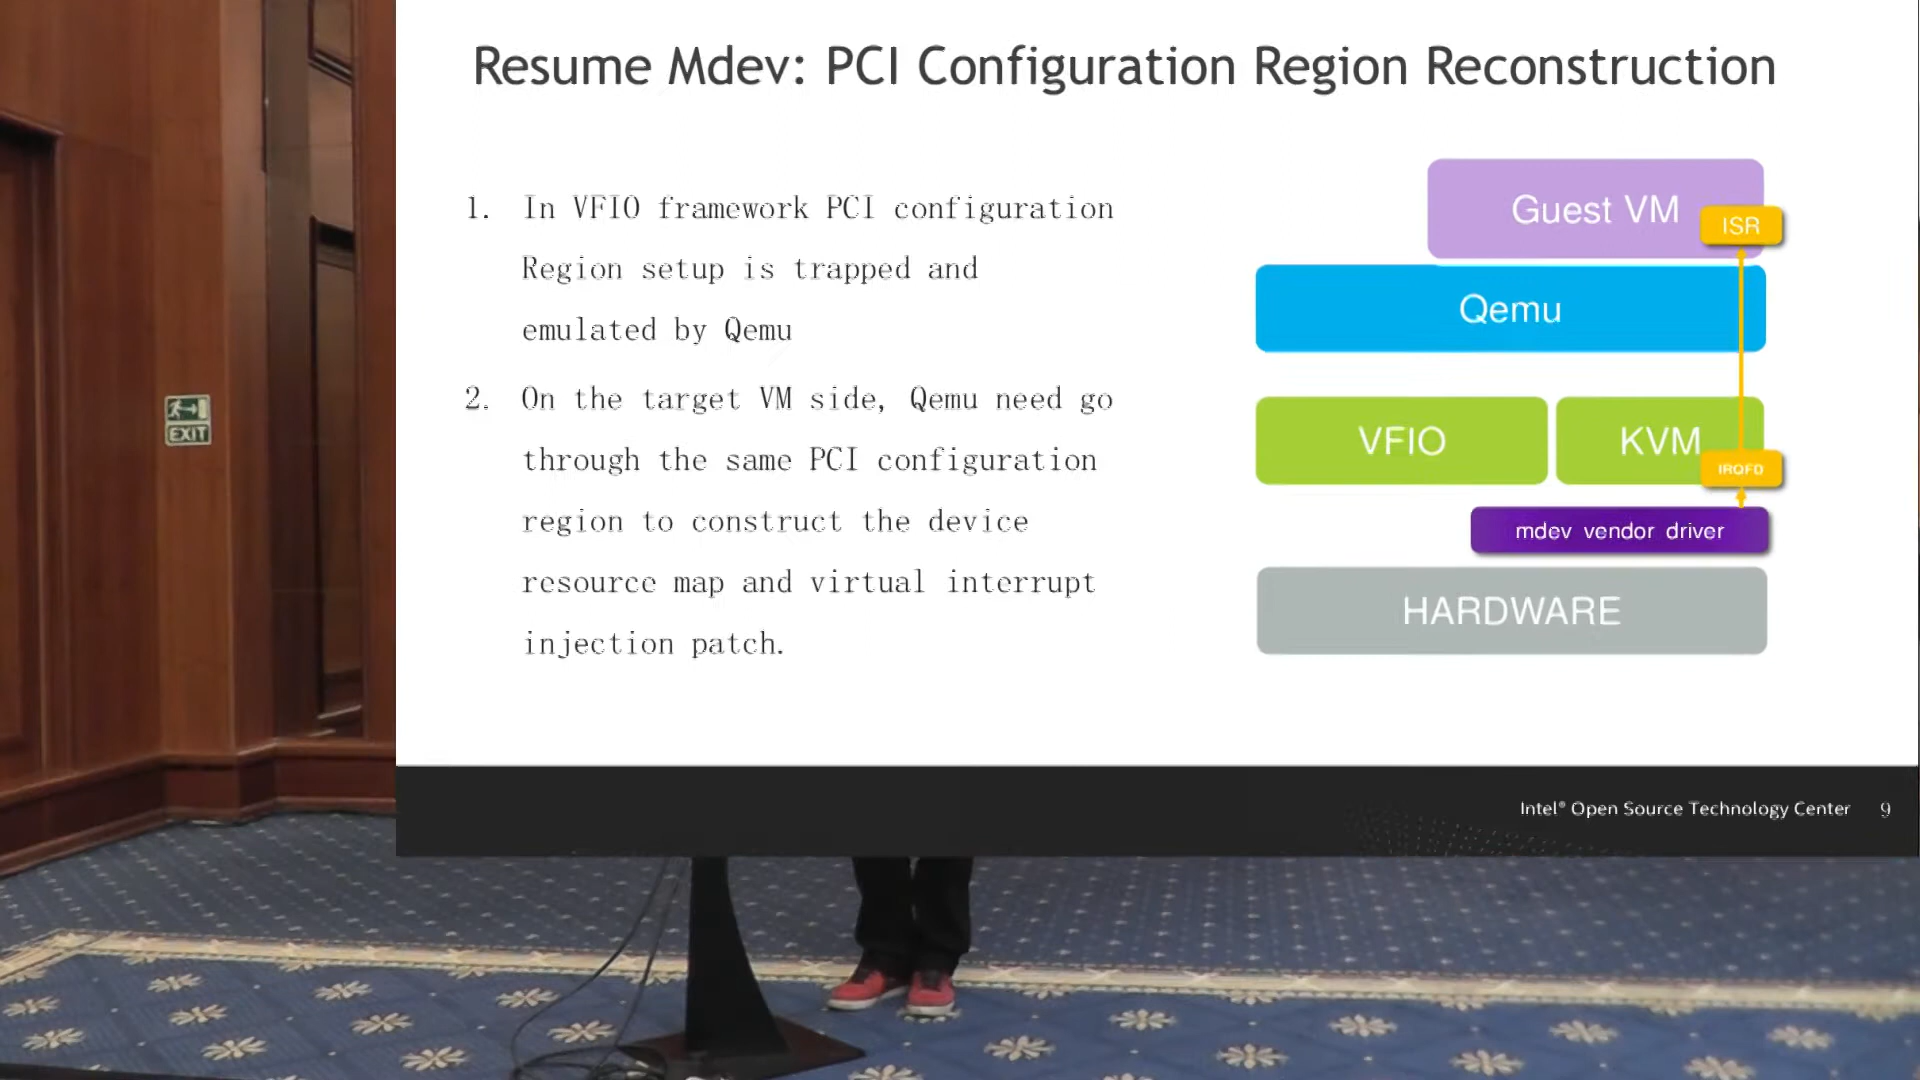 Resume Mdev: PCI Configuration Region Reconstruction
1. In VFIO framework PCI configuration
Region setup is trapped and
emulated by Qemu
2. On the target VM side, Qemu need go
through the same PCI configuration
region to construct the device
resource map and virtual interrupt
injection patch.
Guest VM
ISR
Qemu
VFIO
KVM
IRQFD
mdev vendor driver
HARDWARE
Intel® Open Source Technology Center 9
EXIT